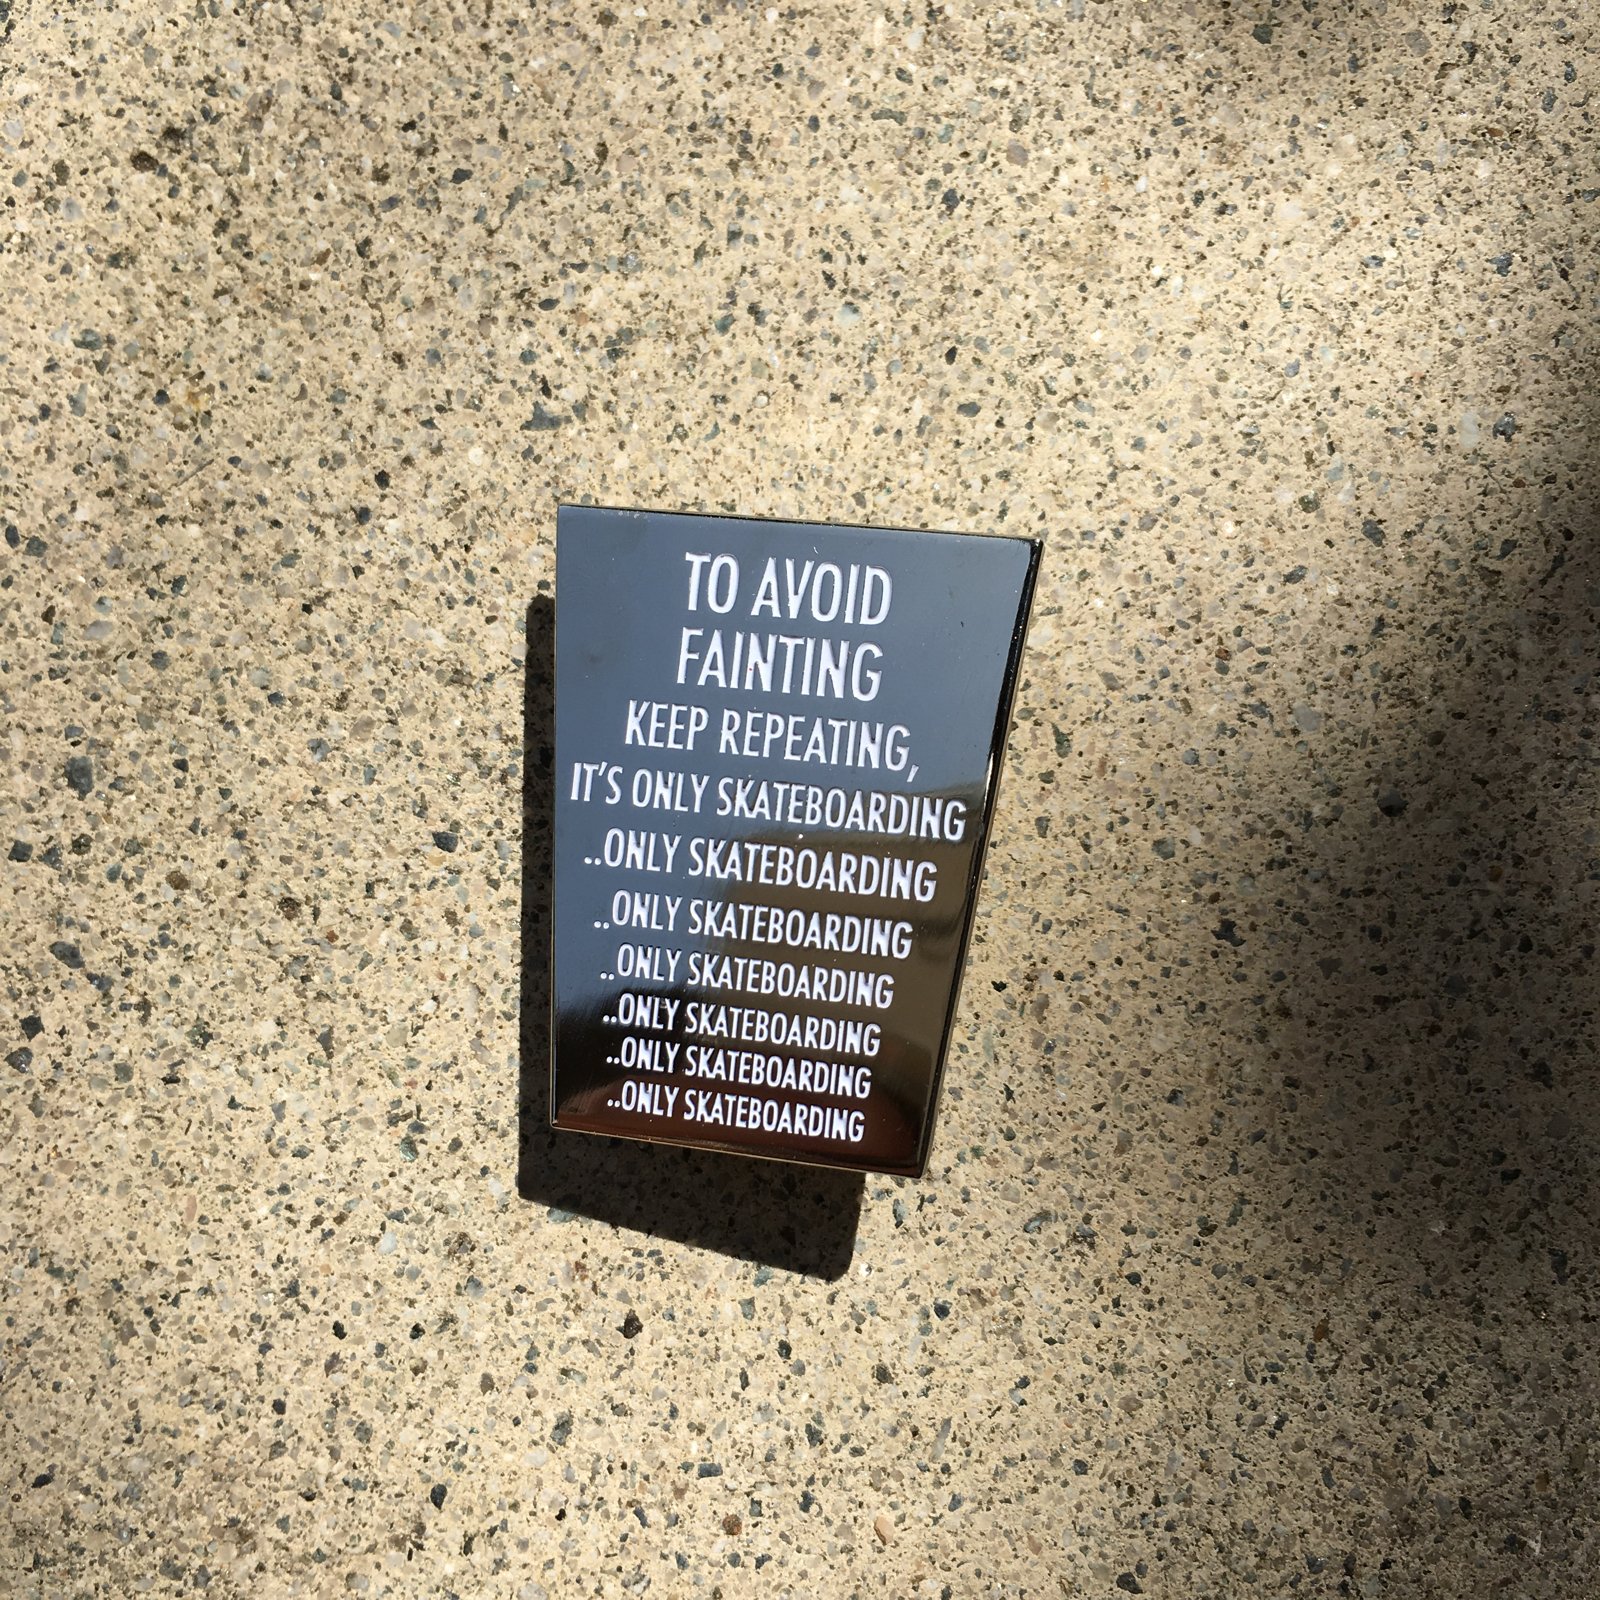 TO AVOID
FAINTING
KEEP REPEATING,
IT'S ONLY SKATEBOARDING
..ONLY SKATEBOARDING
..ONLY SKATEBOARDING
..ONLY SKATEBOARDING
..ONLY SKATEBOARDING
..ONLY SKATEBOARDING
..ONLY SKATEBOARDING